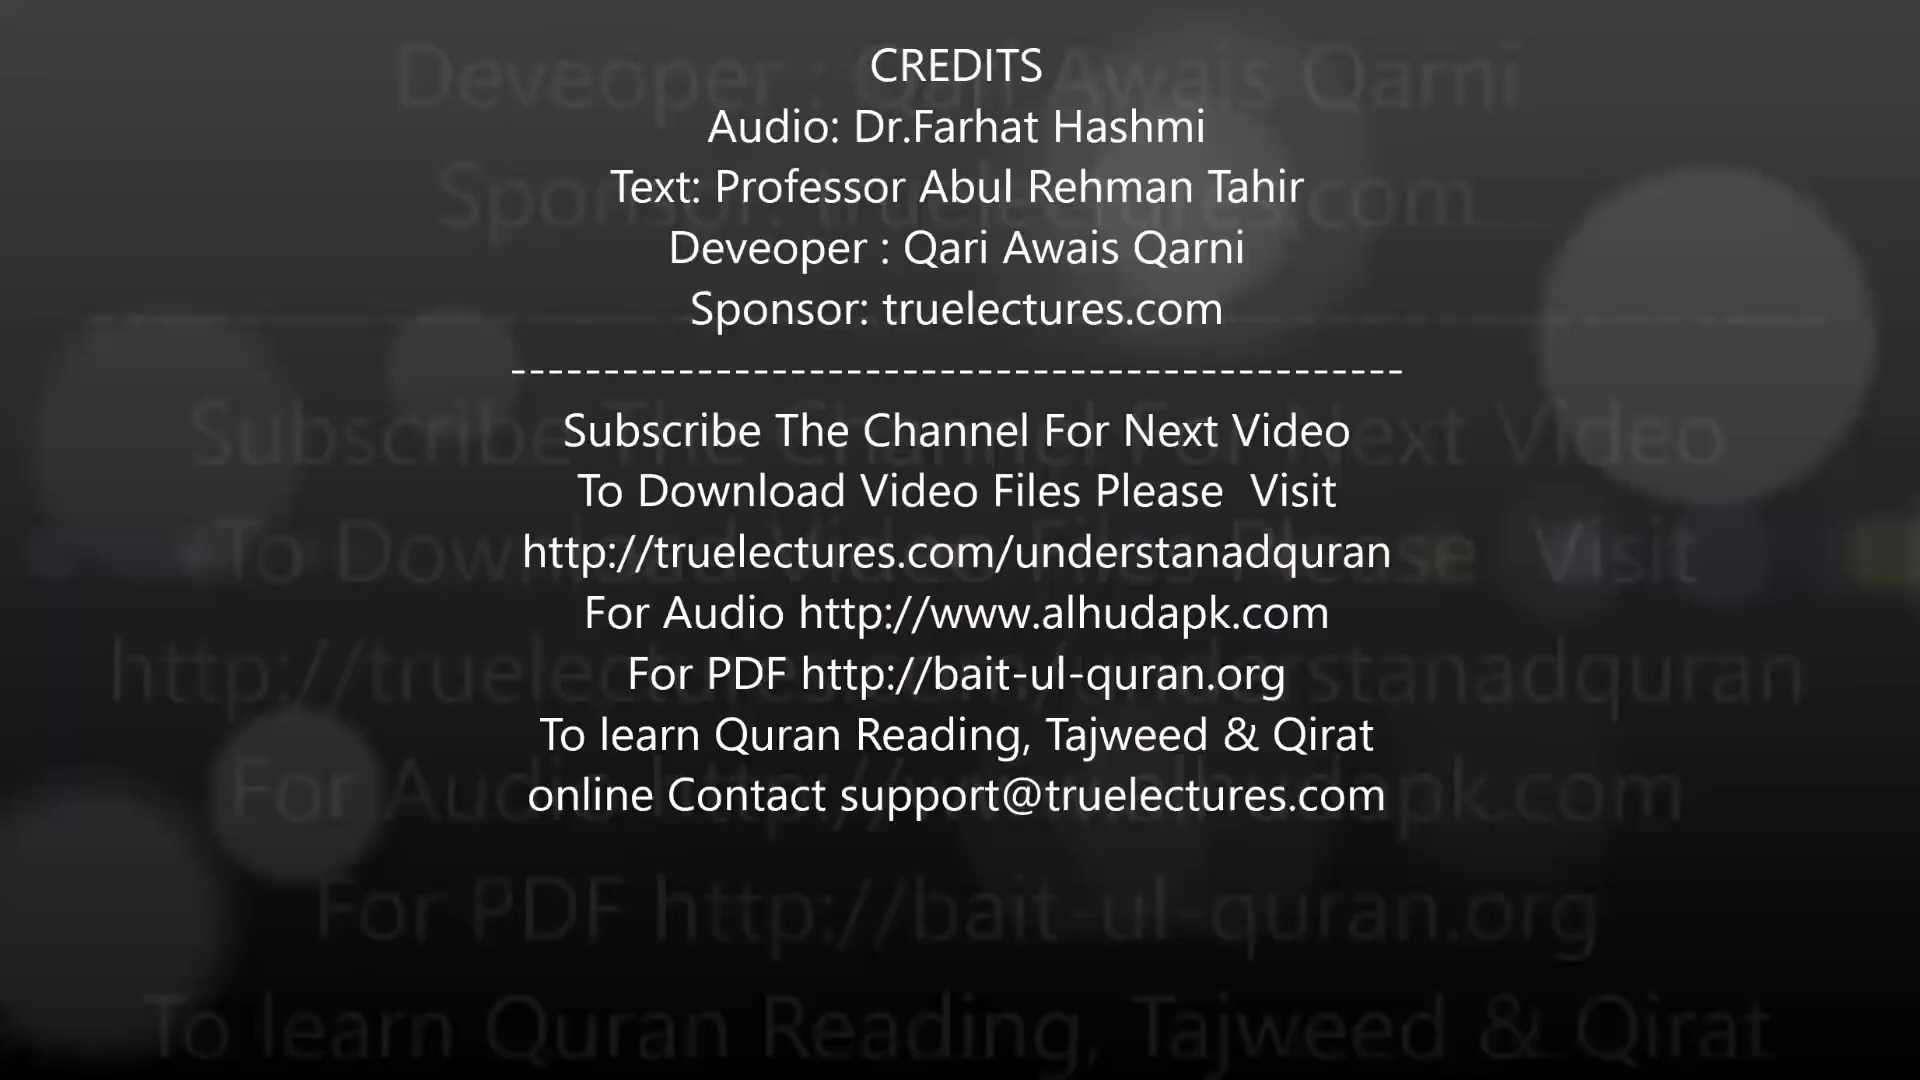 CREDITS
Audio: Dr.Farhat Hashmi
Text: Professor Abul Rehman Tahir
Deveoper : Qari Awais Qarni
Sponsor: truelectures.com
------------------------------------------------
Subscribe The Channel For Next Video
To Download Video Files Please  Visit
http://truelectures.com/understanadquran
For Audio http://www.alhudapk.com
For PDF http://bait-ul-quran.org
To learn Quran Reading, Tajweed & Qirat
online Contact support@truelectures.com